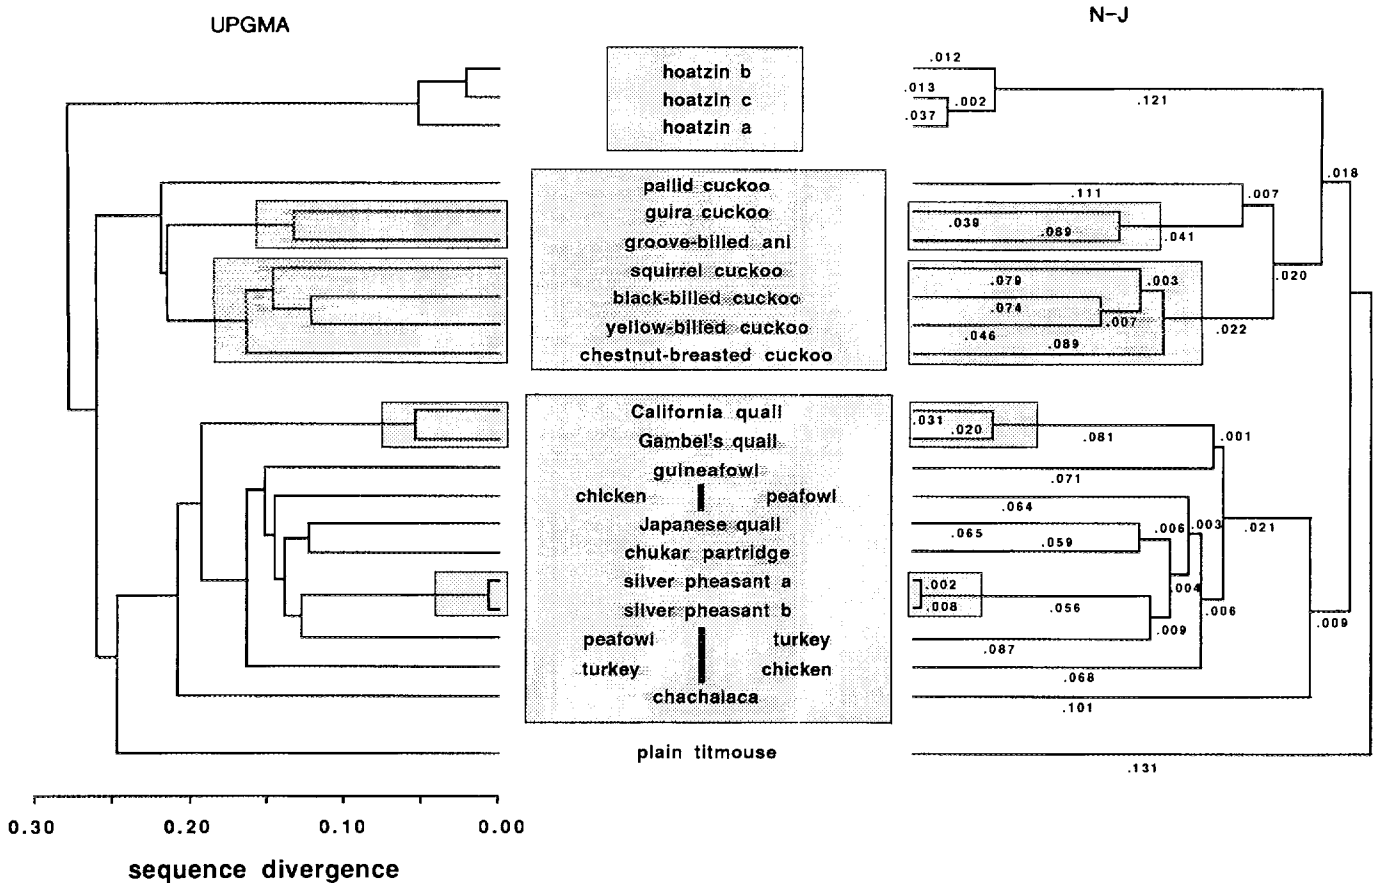 UPGMA
N-J
hoatzin b
hoatzin c
hoatzin a
pallid cuckoo
guira cuckoo
groove-billed ani
squirrel cuckoo
black-billed cuckoo
yellow-billed cuckoo
chestnut-breasted cuckoo
California quail
Gambel's quail
guineafowl
chicken peafowl
Japanese quail
chukar partridge
silver pheasant a
silver pheasant b
peafowl turkey
turkey chicken
chachalaca
plain titmouse
0.30 0.20 0.10 0.00
sequence divergence
.012
.013
.002
.037
.121
.018
.111
.007
.039
.089
.041
.020
.079
.003
.074
.007
.046
.089
.022
.031
.020
.081
.001
.071
.064
.065
.059
.006
.003
.021
.002
.008
.056
.004
.006
.009
.087
.009
.068
.101
.131